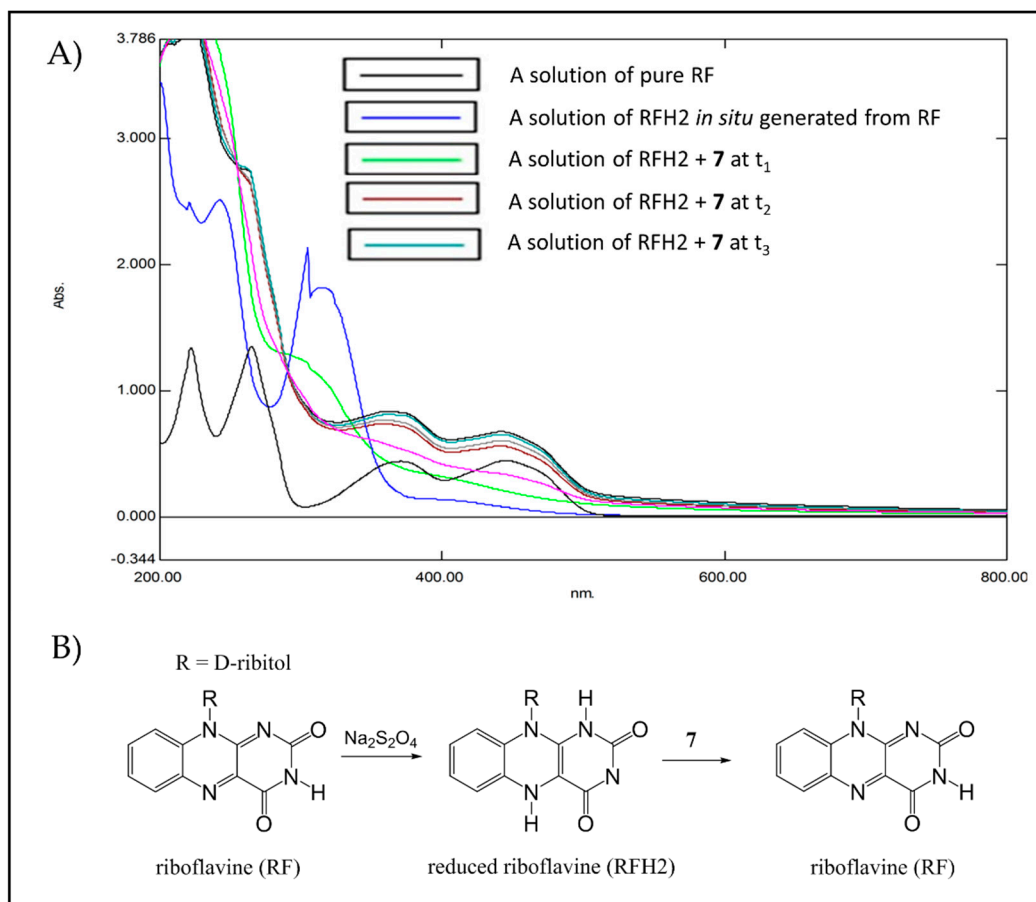 A)
3.786
3.000
2.000
1.000
0.000
-0.344
Abs.
200.00 400.00 600.00 800.00
nm.
A solution of pure RF
A solution of RFH2 in situ generated from RF
A solution of RFH2 + 7 at t₁
A solution of RFH2 + 7 at t₂
A solution of RFH2 + 7 at t₃
B)
R = D-ribitol
R
N
N
O
N
N
H
O
riboflavine (RF)
Na₂S₂O₄
R
H
N
N
O
N
N
H
O
reduced riboflavine (RFH2)
7
R
N
N
O
N
N
H
O
riboflavine (RF)